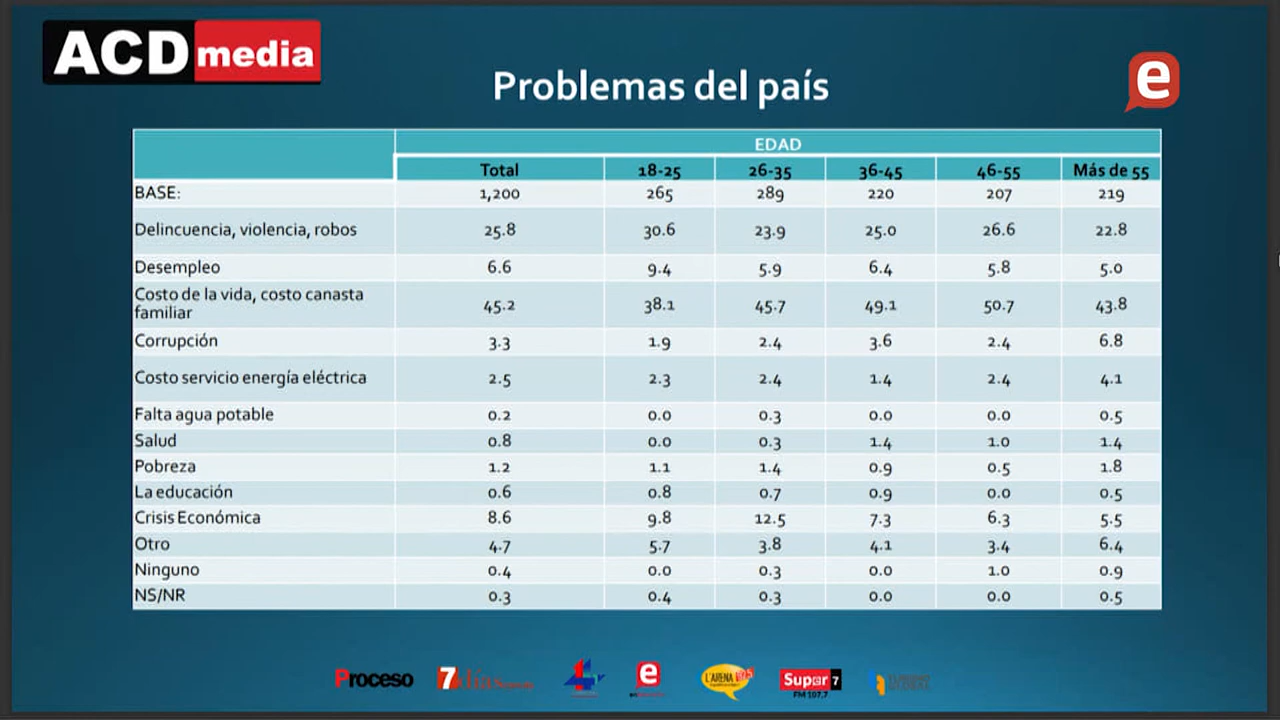 ACD media
e
Problemas del país
EDAD
Total 18-25 26-35 36-45 46-55 Más de 55
BASE: 1,200 265 289 220 207 219
Delincuencia, violencia, robos 25.8 30.6 23.9 25.0 26.6 22.8
Desempleo 6.6 9.4 5.9 6.4 5.8 5.0
Costo de la vida, costo canasta
familiar 45.2 38.1 45.7 49.1 50.7 43.8
Corrupción 3.3 1.9 2.4 3.6 2.4 6.8
Costo servicio energía eléctrica 2.5 2.3 2.4 1.4 2.4 4.1
Falta agua potable 0.2 0.0 0.3 0.0 0.0 0.5
Salud 0.8 0.0 0.3 1.4 1.0 1.4
Pobreza 1.2 1.1 1.4 0.9 0.5 1.8
La educación 0.6 0.8 0.7 0.9 0.0 0.5
Crisis Económica 8.6 9.8 12.5 7.3 6.3 5.5
Otro 4.7 5.7 3.8 4.1 3.4 6.4
Ninguno 0.4 0.0 0.3 0.0 1.0 0.9
NS/NR 0.3 0.4 0.3 0.0 0.0 0.5
Proceso 7 días e L'ARENA Super 7
FM 107,7